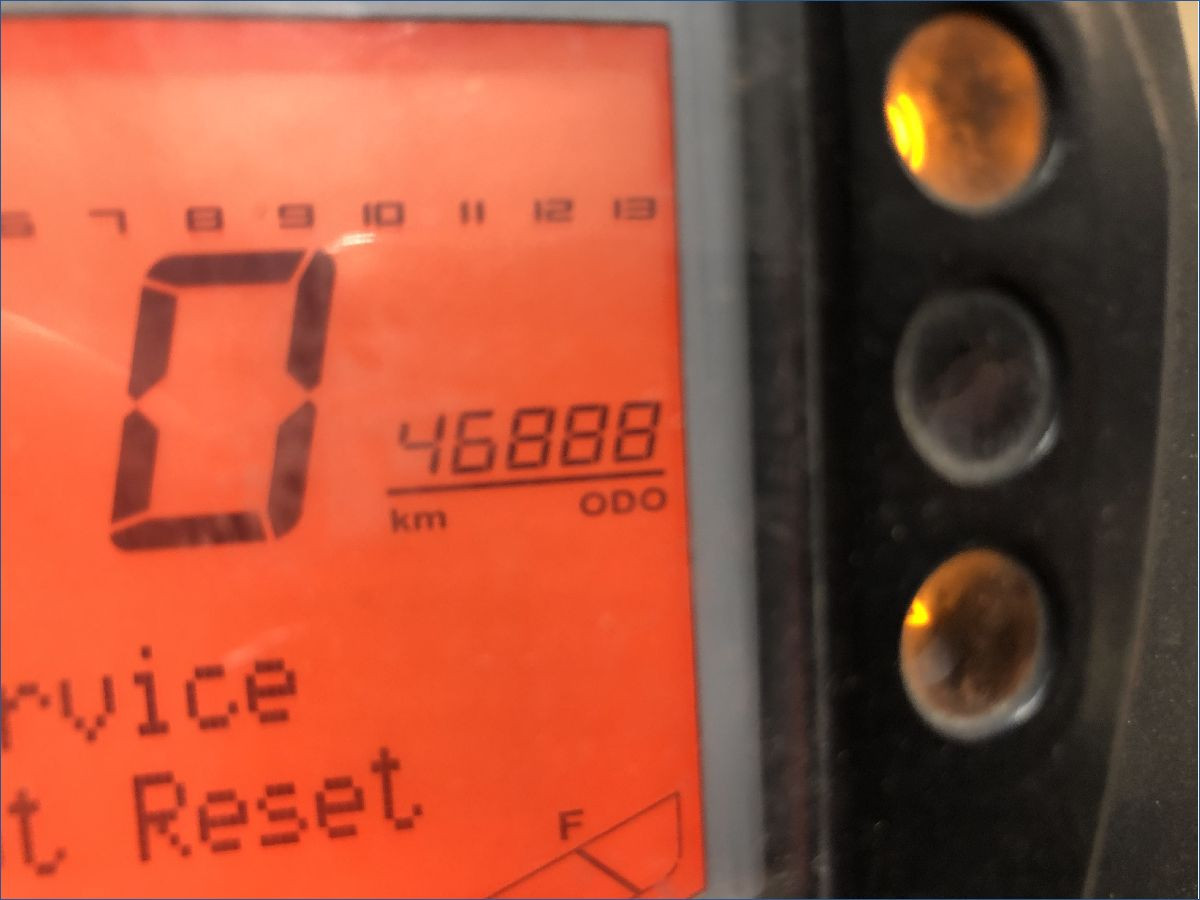 7 8 9 10 11 12 13
0
46888
km ODO
rvice
t Reset
F